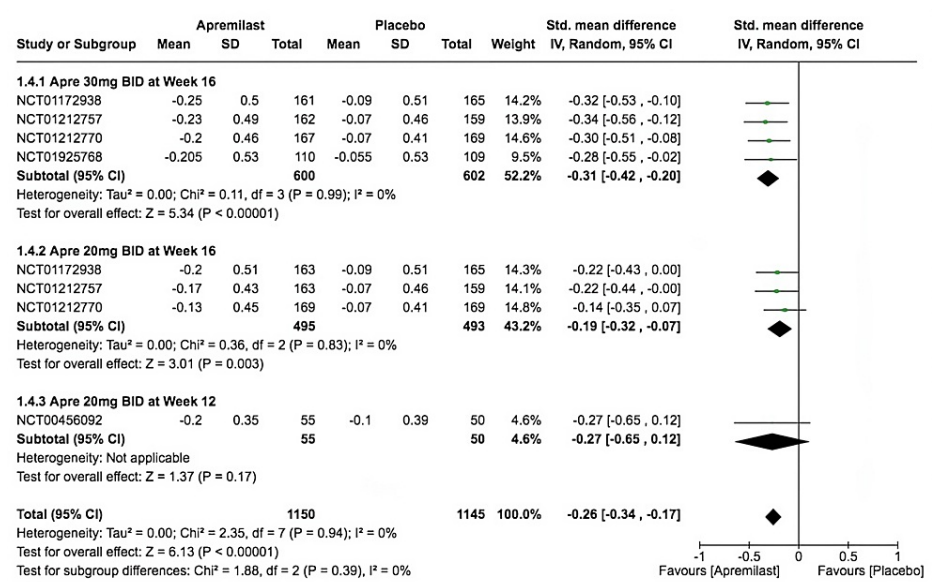 Apremilast Placebo Std. mean difference Std. mean difference
Study or Subgroup Mean SD Total Mean SD Total Weight IV, Random, 95% CI IV, Random, 95% CI
1.4.1 Apre 30mg BID at Week 16
NCT01172938 -0.25 0.5 161 -0.09 0.51 165 14.2% -0.32 [-0.53 , -0.10]
NCT01212757 -0.23 0.49 162 -0.07 0.46 159 13.9% -0.34 [-0.56 , -0.12]
NCT01212770 -0.2 0.46 167 -0.07 0.41 169 14.6% -0.30 [-0.51 , -0.08]
NCT01925768 -0.205 0.53 110 -0.055 0.53 109 9.5% -0.28 [-0.55 , -0.02]
Subtotal (95% CI) 600 602 52.2% -0.31 [-0.42 , -0.20]
Heterogeneity: Tau² = 0.00; Chi² = 0.11, df = 3 (P = 0.99); I² = 0%
Test for overall effect: Z = 5.34 (P < 0.00001)
1.4.2 Apre 20mg BID at Week 16
NCT01172938 -0.2 0.51 163 -0.09 0.51 165 14.3% -0.22 [-0.43 , 0.00]
NCT01212757 -0.17 0.43 163 -0.07 0.46 159 14.1% -0.22 [-0.44 , -0.00]
NCT01212770 -0.13 0.45 169 -0.07 0.41 169 14.8% -0.14 [-0.35 , 0.07]
Subtotal (95% CI) 495 493 43.2% -0.19 [-0.32 , -0.07]
Heterogeneity: Tau² = 0.00; Chi² = 0.36, df = 2 (P = 0.83); I² = 0%
Test for overall effect: Z = 3.01 (P = 0.003)
1.4.3 Apre 20mg BID at Week 12
NCT00456092 -0.2 0.35 55 -0.1 0.39 50 4.6% -0.27 [-0.65 , 0.12]
Subtotal (95% CI) 55 50 4.6% -0.27 [-0.65 , 0.12]
Heterogeneity: Not applicable
Test for overall effect: Z = 1.37 (P = 0.17)
Total (95% CI) 1150 1145 100.0% -0.26 [-0.34 , -0.17]
Heterogeneity: Tau² = 0.00; Chi² = 2.35, df = 7 (P = 0.94); I² = 0%
Test for overall effect: Z = 6.13 (P < 0.00001)
Test for subgroup differences: Chi² = 1.88, df = 2 (P = 0.39), I² = 0%
-1 -0.5 0 0.5 1
Favours [Apremilast] Favours [Placebo]